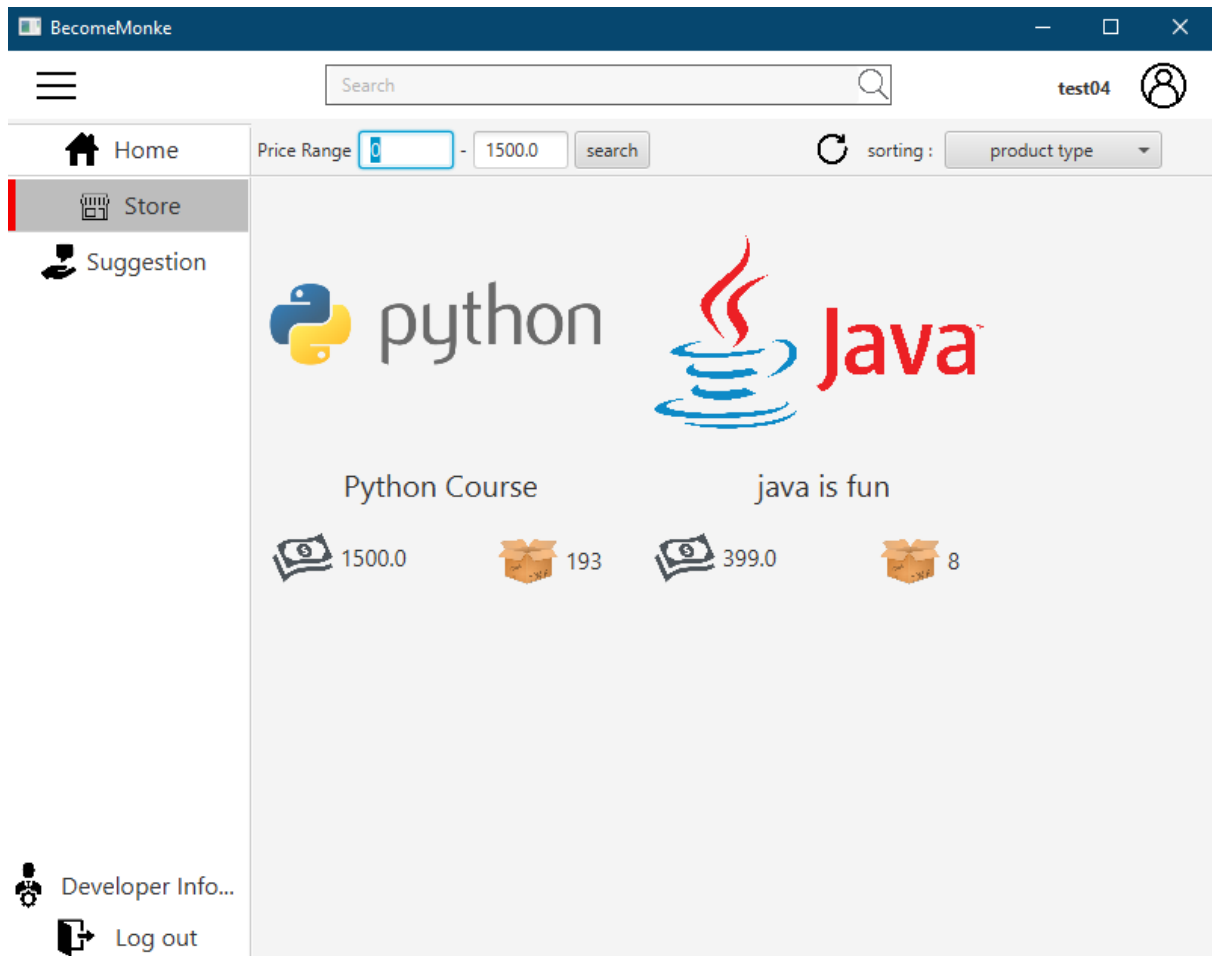 BecomeMonke
Search
test04
Home
Price Range 0 - 1500.0 search sorting : product type
Store
Suggestion
python
Java™
Python Course
java is fun
1500.0 193
399.0 8
Developer Info...
Log out